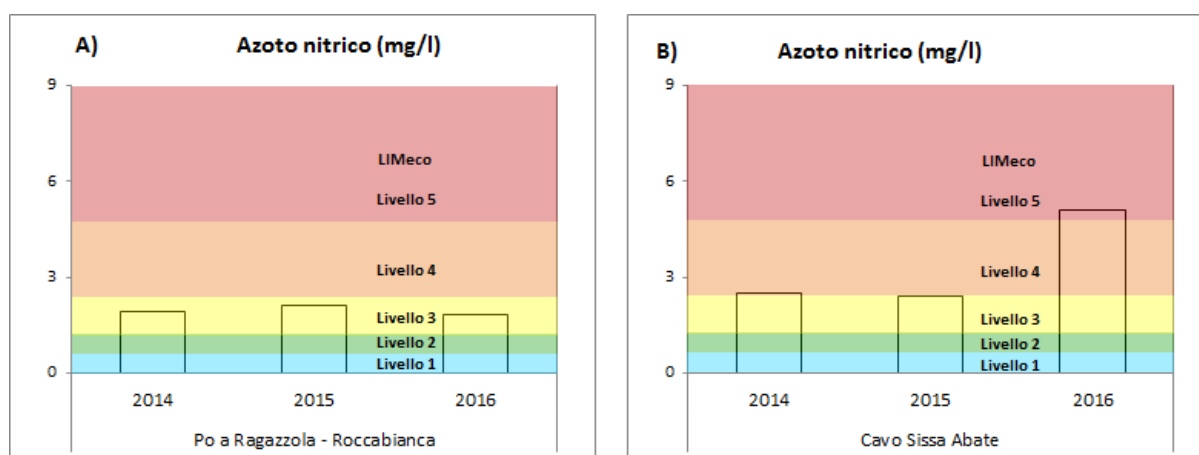 A) Azoto nitrico (mg/l)
9
LIMeco
6
Livello 5
Livello 4
3
Livello 3
Livello 2
Livello 1
0
2014 2015 2016
Po a Ragazzola - Roccabianca
B) Azoto nitrico (mg/l)
9
LIMeco
6
Livello 5
Livello 4
3
Livello 3
Livello 2
Livello 1
0
2014 2015 2016
Cavo Sissa Abate